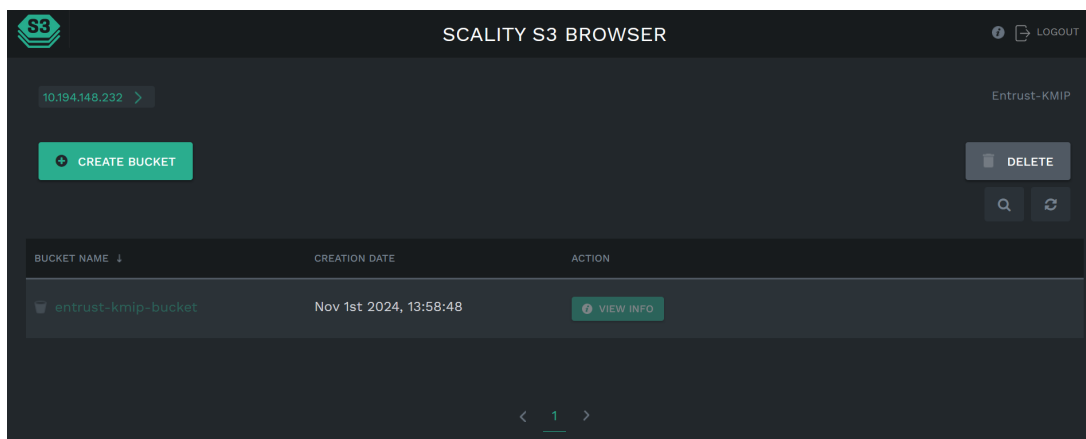 S3
SCALITY S3 BROWSER
LOGOUT
10.194.148.232 >
Entrust-KMIP
CREATE BUCKET
DELETE
BUCKET NAME ↓ CREATION DATE ACTION
entrust-kmip-bucket Nov 1st 2024, 13:58:48 VIEW INFO
< 1 >